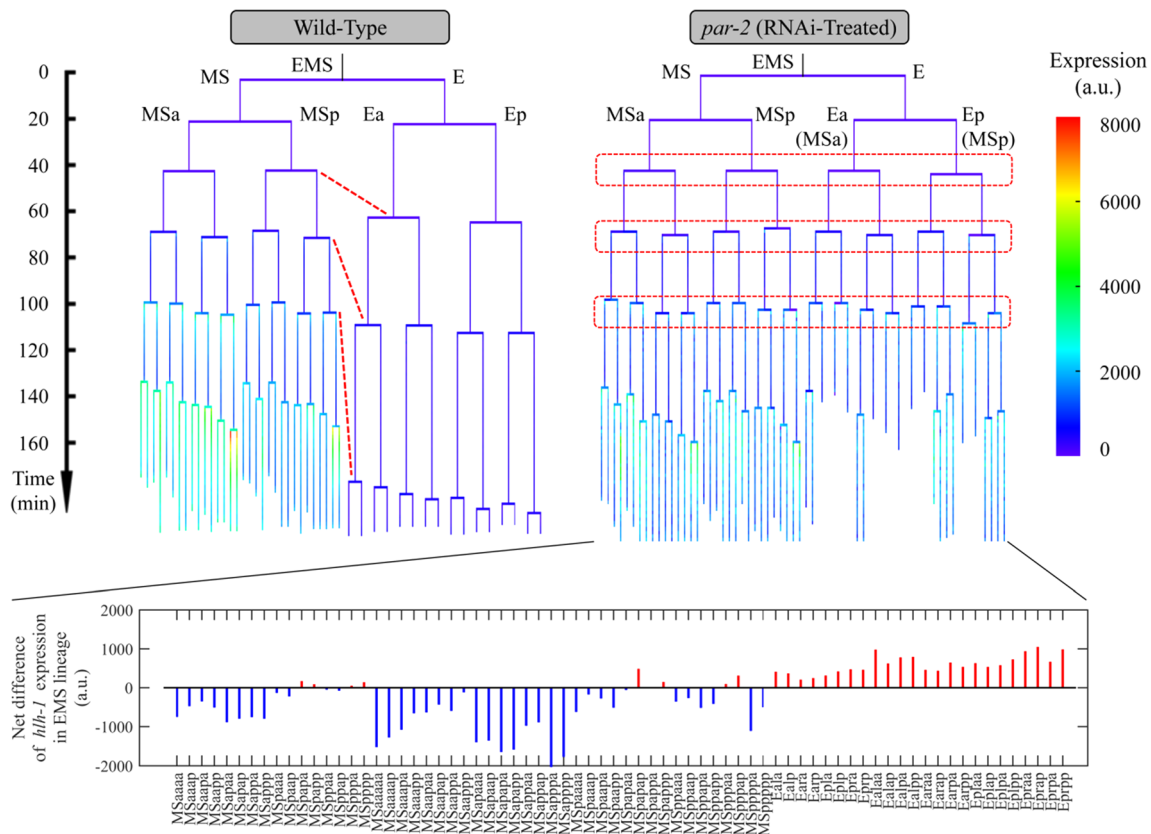 Wild-Type
par-2 (RNAi-Treated)
Expression
(a.u.)
8000
6000
4000
2000
0
0
20
40
60
80
100
120
140
160
Time
(min)
EMS
MS
E
MSa
MSp
Ea
Ep
EMS
MS
E
MSa
MSp
Ea
(MSa)
Ep
(MSp)
Net difference
of hlh-1 expression
in EMS lineage
(a.u.)
2000
1000
0
-1000
-2000
MSaaaa
MSaaap
MSaapa
MSaapp
MSapaa
MSapap
MSappa
MSappp
MSpaaa
MSpaap
MSpapa
MSpapp
MSppaa
MSppap
MSpppa
MSpppp
MSaaaaa
MSaaaap
MSaaapa
MSaaapp
MSaapaa
MSaapap
MSaappa
MSaappp
MSapaaa
MSapaap
MSapapa
MSapapp
MSappaa
MSappap
MSapppa
MSapppp
MSpaaaa
MSpaaap
MSpaapa
MSpaapp
MSpapaa
MSpapap
MSpappa
MSpappp
MSppaaa
MSppaap
MSppapa
MSppapp
MSpppaa
MSpppap
MSppppa
MSppppp
Eala
Ealp
Eara
Earp
Epla
Eplp
Epra
Eprp
Ealaa
Ealap
Ealpa
Ealpp
Earaa
Earap
Earpa
Earpp
Eplaa
Eplap
Eplpa
Eplpp
Epraa
Eprap
Eprpa
Eprpp